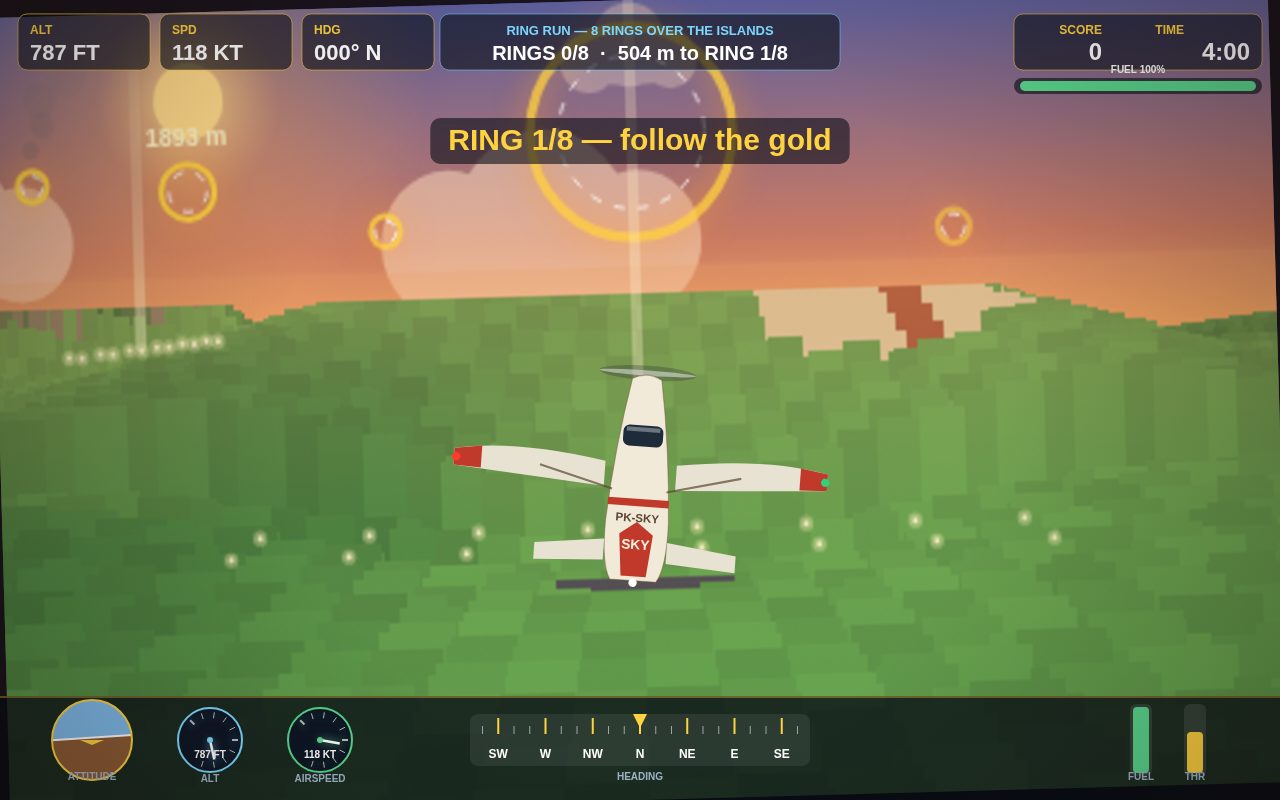 ALT
787 FT
SPD
118 KT
HDG
000° N
RING RUN — 8 RINGS OVER THE ISLANDS
RINGS 0/8 · 504 m to RING 1/8
SCORE
0
TIME
4:00
FUEL 100%
RING 1/8 — follow the gold
1893 m
PK-SKY
SKY
ATTITUDE
787 FT
ALT
118 KT
AIRSPEED
SW W NW N NE E SE
HEADING
FUEL
THR